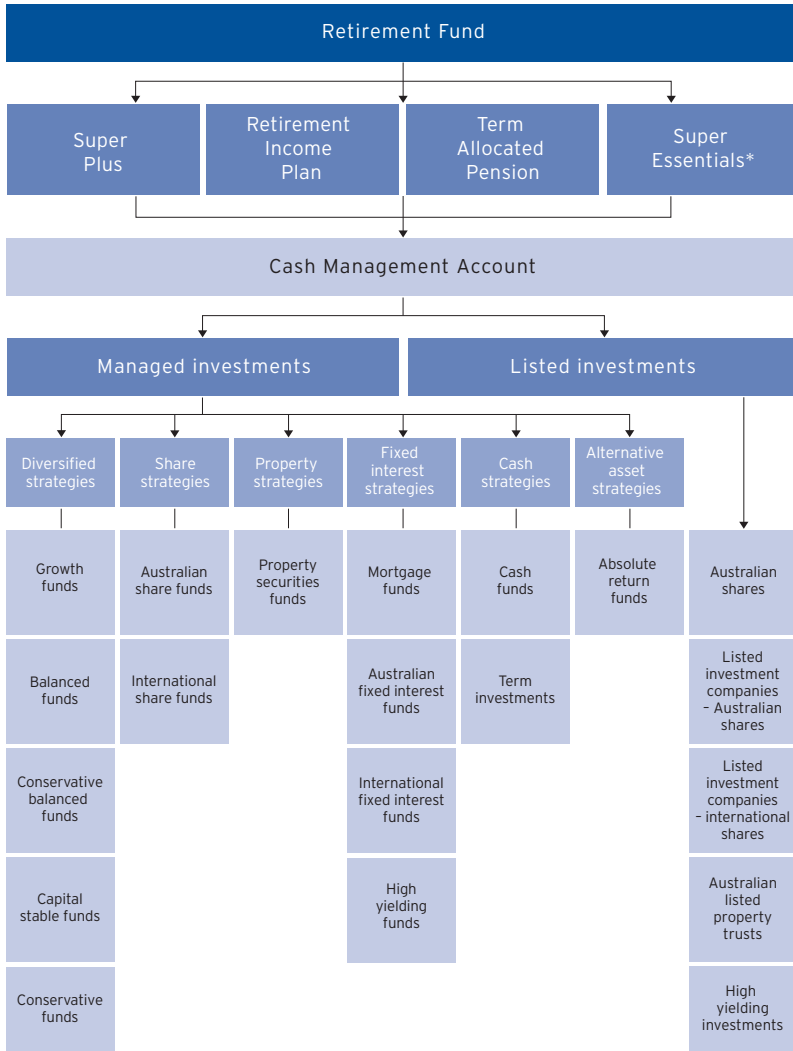 Retirement Fund
Super
Plus
Retirement
Income
Plan
Term
Allocated
Pension
Super
Essentials*
Cash Management Account
Managed investments
Listed investments
Diversified
strategies
Share
strategies
Property
strategies
Fixed
interest
strategies
Cash
strategies
Alternative
asset
strategies
Growth
funds
Australian
share funds
Property
securities
funds
Mortgage
funds
Cash
funds
Absolute
return
funds
Australian
shares
Balanced
funds
International
share funds
Australian
fixed interest
funds
Term
investments
Listed
investment
companies
– Australian
shares
Conservative
balanced
funds
International
fixed interest
funds
Listed
investment
companies
– international
shares
Capital
stable funds
High
yielding
funds
Australian
listed
property
trusts
Conservative
funds
High
yielding
investments